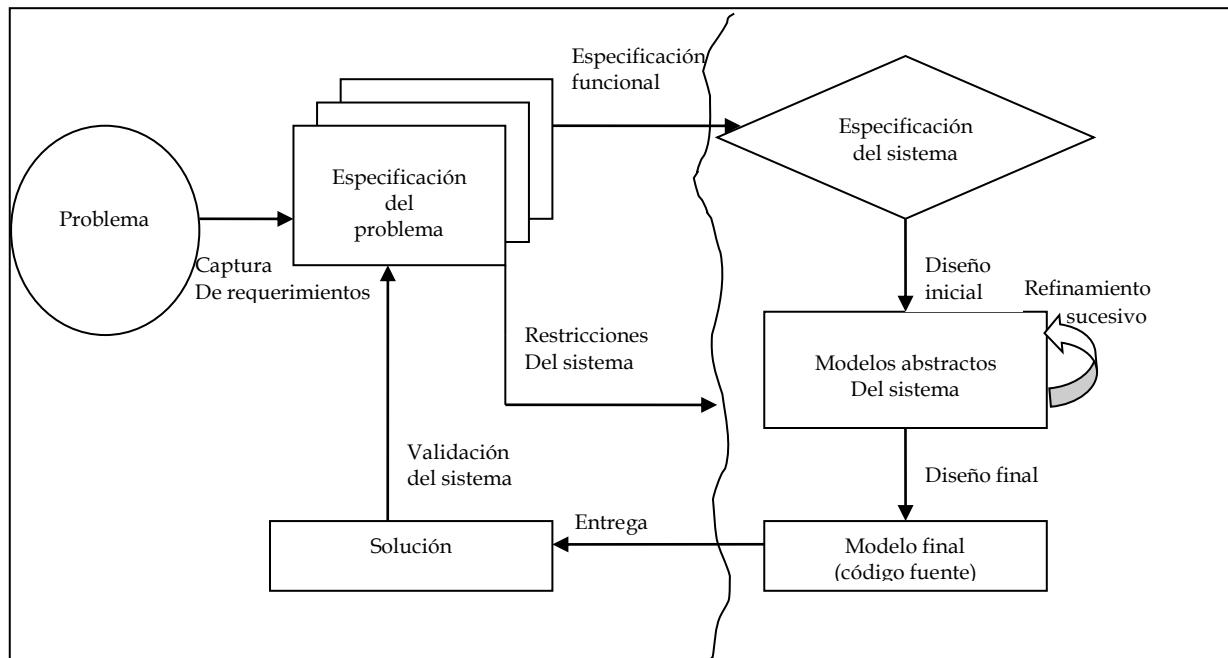 Problema
Captura
De requerimientos
Especificación
del
problema
Especificación
funcional
Restricciones
Del sistema
Especificación
del sistema
Diseño
inicial
Refinamiento
sucesivo
Modelos abstractos
Del sistema
Diseño final
Modelo final
(código fuente)
Entrega
Solución
Validación
del sistema